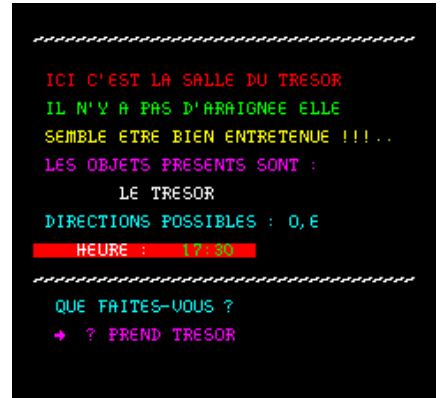 ICI C'EST LA SALLE DU TRESOR
IL N'Y A PAS D'ARAIGNEE ELLE
SEMBLE ETRE BIEN ENTRETENUE !!!..
LES OBJETS PRESENTS SONT :
LE TRESOR
DIRECTIONS POSSIBLES : O,E
HEURE : 17:30
QUE FAITES-VOUS ?
➔ ? PREND TRESOR